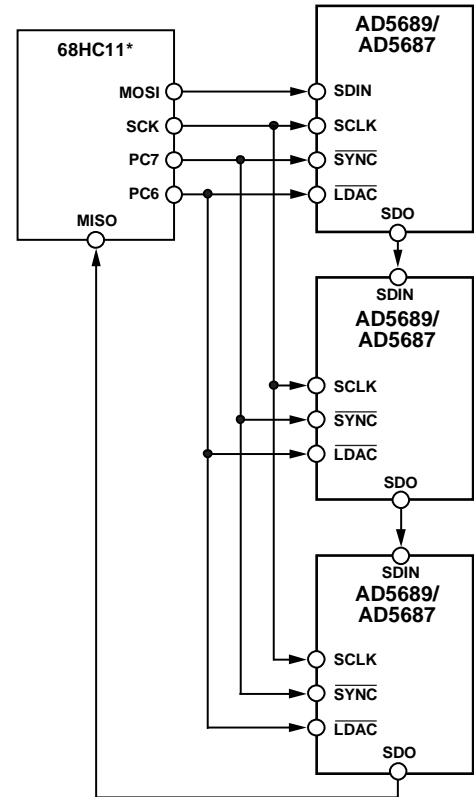 68HC11*
MOSI
SCK
PC7
PC6
MISO
AD5689/
AD5687
SDIN
SCLK
SYNC
LDAC
SDO
SDIN
AD5689/
AD5687
SCLK
SYNC
LDAC
SDO
SDIN
AD5689/
AD5687
SCLK
SYNC
LDAC
SDO